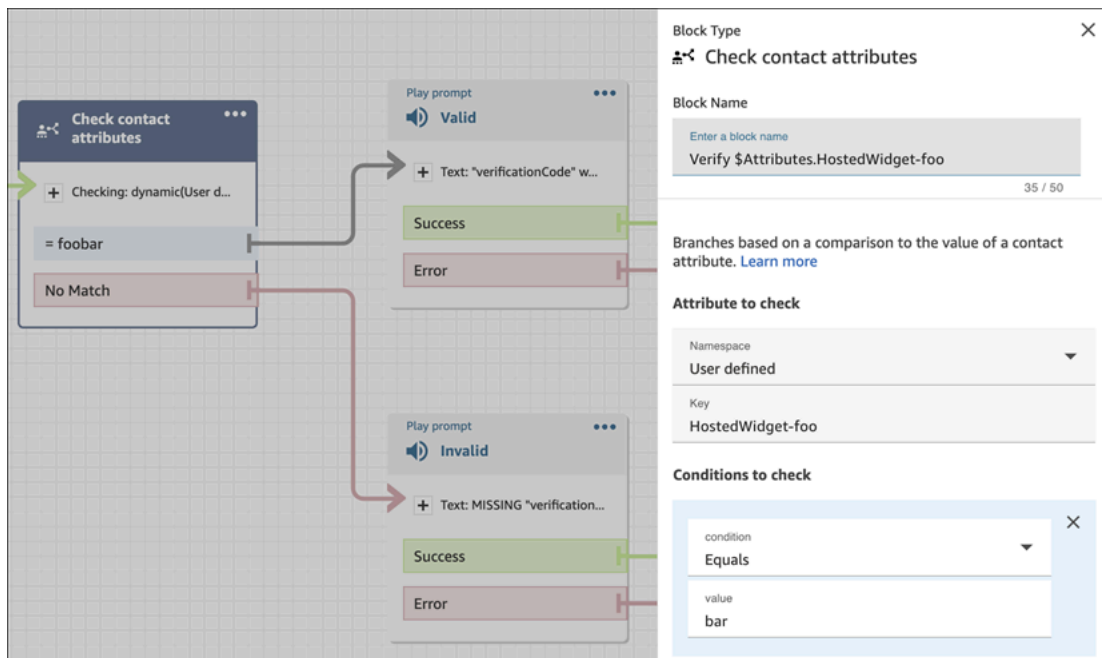 Check contact
attributes
Checking: dynamic(User d...
= foobar
No Match
Play prompt
Valid
Text: "verificationCode" w...
Success
Error
Play prompt
Invalid
Text: MISSING "verification...
Success
Error
Block Type
Check contact attributes
Block Name
Enter a block name
Verify $Attributes.HostedWidget-foo
35 / 50
Branches based on a comparison to the value of a contact
attribute. Learn more
Attribute to check
Namespace
User defined
Key
HostedWidget-foo
Conditions to check
condition
Equals
value
bar